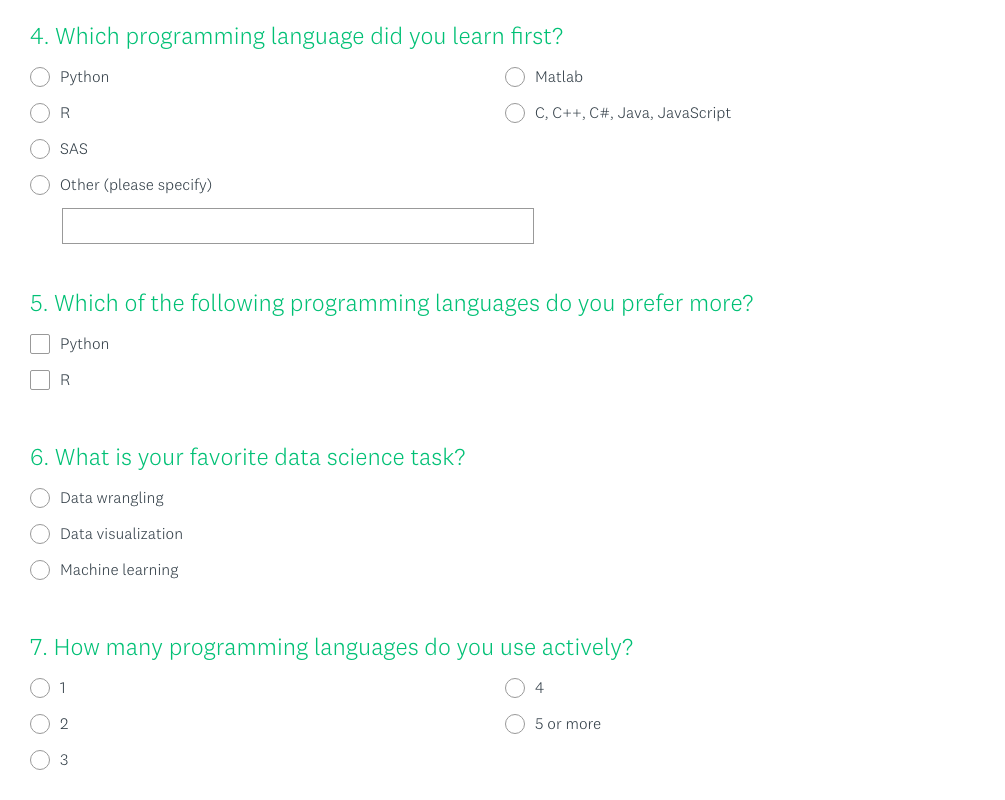 4. Which programming language did you learn first?
Python
Matlab
R
C, C++, C#, Java, JavaScript
SAS
Other (please specify)
5. Which of the following programming languages do you prefer more?
Python
R
6. What is your favorite data science task?
Data wrangling
Data visualization
Machine learning
7. How many programming languages do you use actively?
1
4
2
5 or more
3